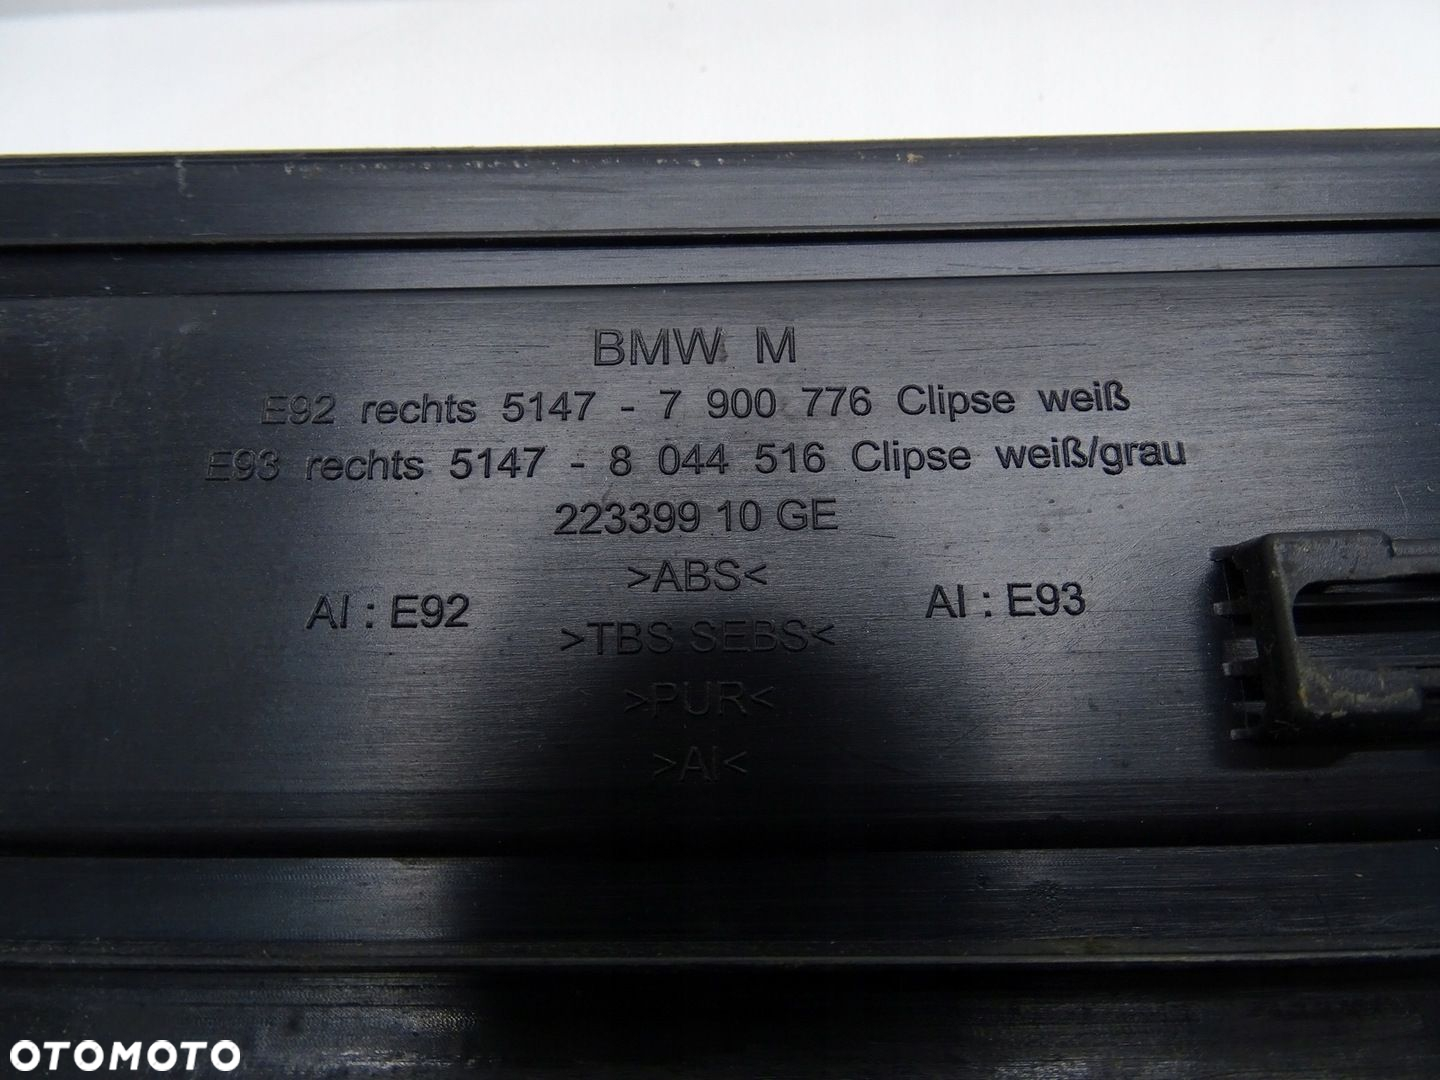 BMW M
E92 rechts 5147 - 7 900 776 Clipse weiß
E93 rechts 5147 - 8 044 516 Clipse weiß/grau
223399 10 GE
>ABS<
AI : E92
AI : E93
>TBS SEBS<
>PUR<
>AI<
OTOMOTO